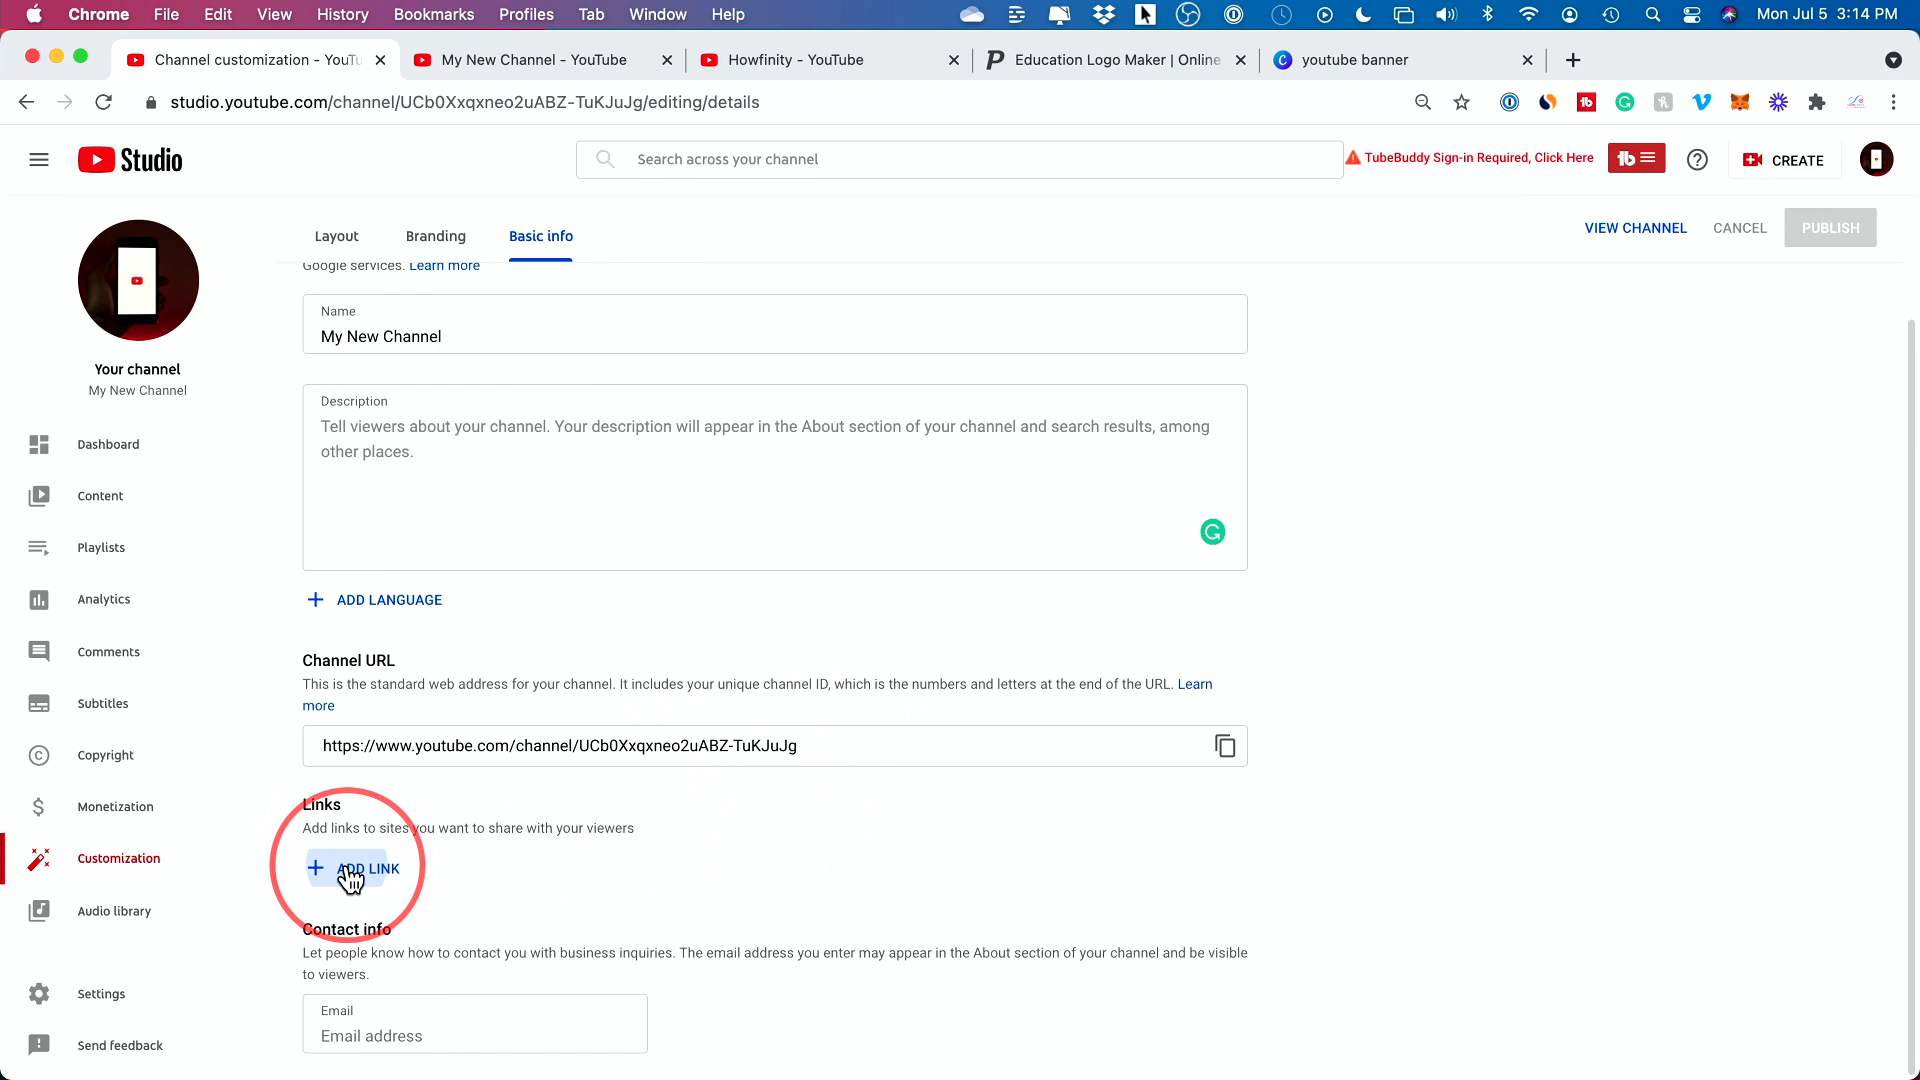 Chrome File Edit View History Bookmarks Profiles Tab Window Help Mon Jul 5 3:14 PM
Channel customization - YouTu My New Channel - YouTube Howfinity - YouTube Education Logo Maker | Online youtube banner
studio.youtube.com/channel/UCb0Xxqxneo2uABZ-TuKJuJg/editing/details
Studio Search across your channel TubeBuddy Sign-in Required, Click Here tb CREATE
Layout Branding Basic info VIEW CHANNEL CANCEL PUBLISH
Google services. Learn more
Name
My New Channel
Your channel
My New Channel
Description
Tell viewers about your channel. Your description will appear in the About section of your channel and search results, among
other places.
Dashboard
Content
Playlists
Analytics
Comments
Subtitles
Copyright
Monetization
Customization
Audio library
Settings
Send feedback
ADD LANGUAGE
Channel URL
This is the standard web address for your channel. It includes your unique channel ID, which is the numbers and letters at the end of the URL. Learn
more
https://www.youtube.com/channel/UCb0Xxqxneo2uABZ-TuKJuJg
Links
Add links to sites you want to share with your viewers
ADD LINK
Contact info
Let people know how to contact you with business inquiries. The email address you enter may appear in the About section of your channel and be visible
to viewers.
Email
Email address